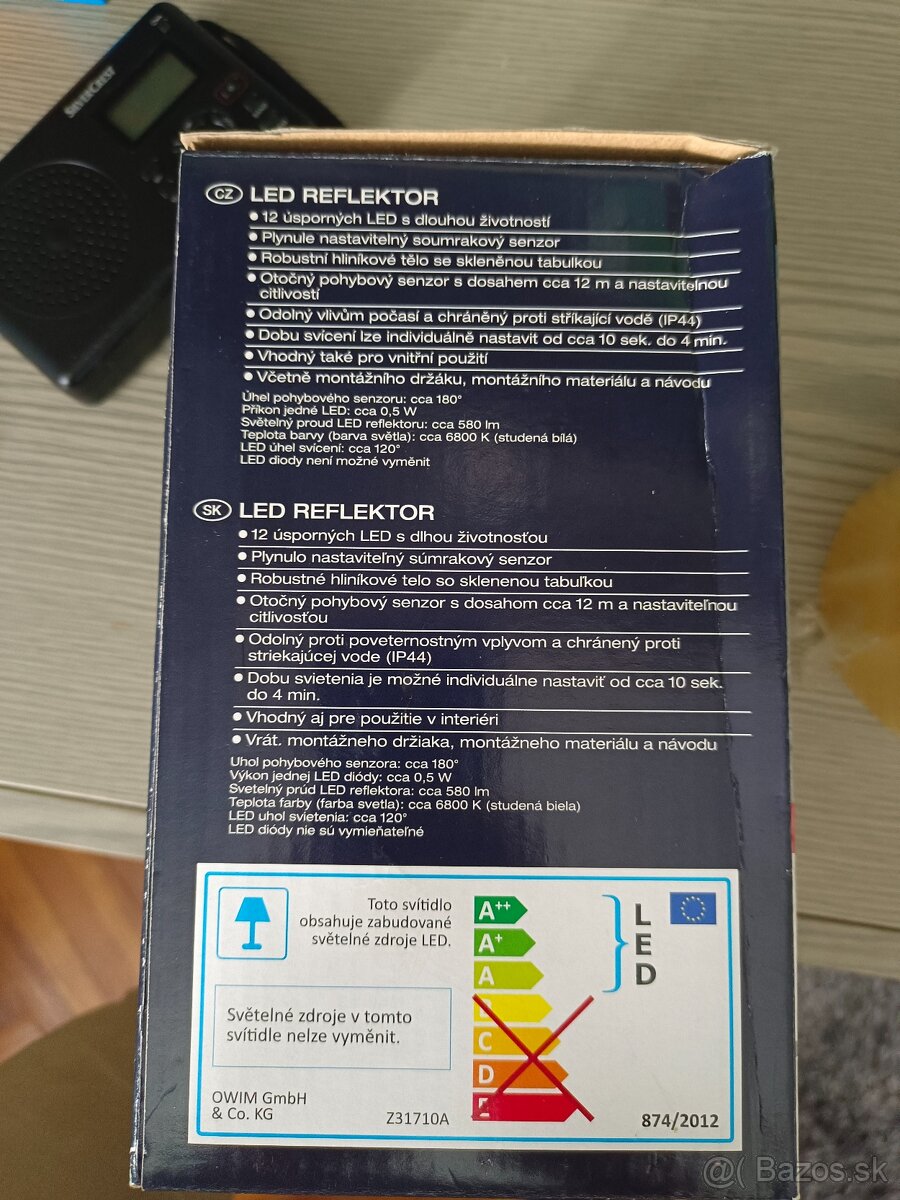 SILVERCREST
CZ LED REFLEKTOR
• 12 úsporných LED s dlouhou životností
• Plynule nastavitelný soumrakový senzor
• Robustní hliníkové tělo se skleněnou tabulkou
• Otočný pohybový senzor s dosahem cca 12 m a nastavitelnou
citlivostí
• Odolný vlivům počasí a chráněný proti stříkající vodě (IP44)
• Dobu svícení lze individuálně nastavit od cca 10 sek. do 4 min.
• Vhodný také pro vnitřní použití
• Včetně montážního držáku, montážního materiálu a návodu
Úhel pohybového senzoru: cca 180°
Příkon jedné LED: cca 0,5 W
Světelný proud LED reflektoru: cca 580 lm
Teplota barvy (barva světla): cca 6800 K (studená bílá)
LED úhel svícení: cca 120°
LED diody není možné vyměnit
SK LED REFLEKTOR
• 12 úsporných LED s dlhou životnosťou
• Plynulo nastaviteľný súmrakový senzor
• Robustné hliníkové telo so sklenenou tabuľkou
• Otočný pohybový senzor s dosahom cca 12 m a nastaviteľnou
citlivosťou
• Odolný proti poveternostným vplyvom a chránený proti
striekajúcej vode (IP44)
• Dobu svietenia je možné individuálne nastaviť od cca 10 sek.
do 4 min.
• Vhodný aj pre použitie v interiéri
• Vrát. montážneho držiaka, montážneho materiálu a návodu
Uhol pohybového senzora: cca 180°
Výkon jednej LED diódy: cca 0,5 W
Svetelný prúd LED reflektora: cca 580 lm
Teplota farby (farba svetla): cca 6800 K (studená biela)
LED uhol svietenia: cca 120°
LED diódy nie sú vymieňateľné
Toto svítidlo
obsahuje zabudované
světelné zdroje LED.
A++
A+
A
B
C
D
E
L
E
D
Světelné zdroje v tomto
svítidle nelze vyměnit.
OWIM GmbH
& Co. KG
Z31710A
874/2012
@( Bazos.sk